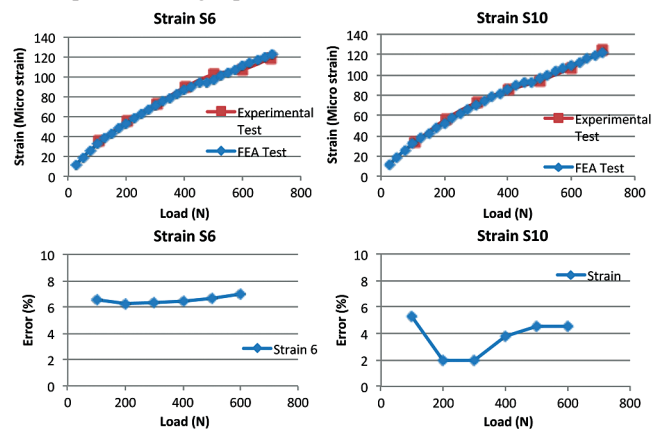 Strain S6
Strain (Micro strain)
140
120
100
80
60
40
20
0
0 200 400 600 800
Load (N)
Experimental
Test
FEA Test
Strain S10
Strain (Micro strain)
140
120
100
80
60
40
20
0
0 200 400 600 800
Load (N)
Experimental
Test
FEA Test
Strain S6
Error (%)
10
8
6
4
2
0
0 200 400 600 800
Load (N)
Strain 6
Strain S10
Error (%)
10
8
6
4
2
0
0 200 400 600 800
Load (N)
Strain